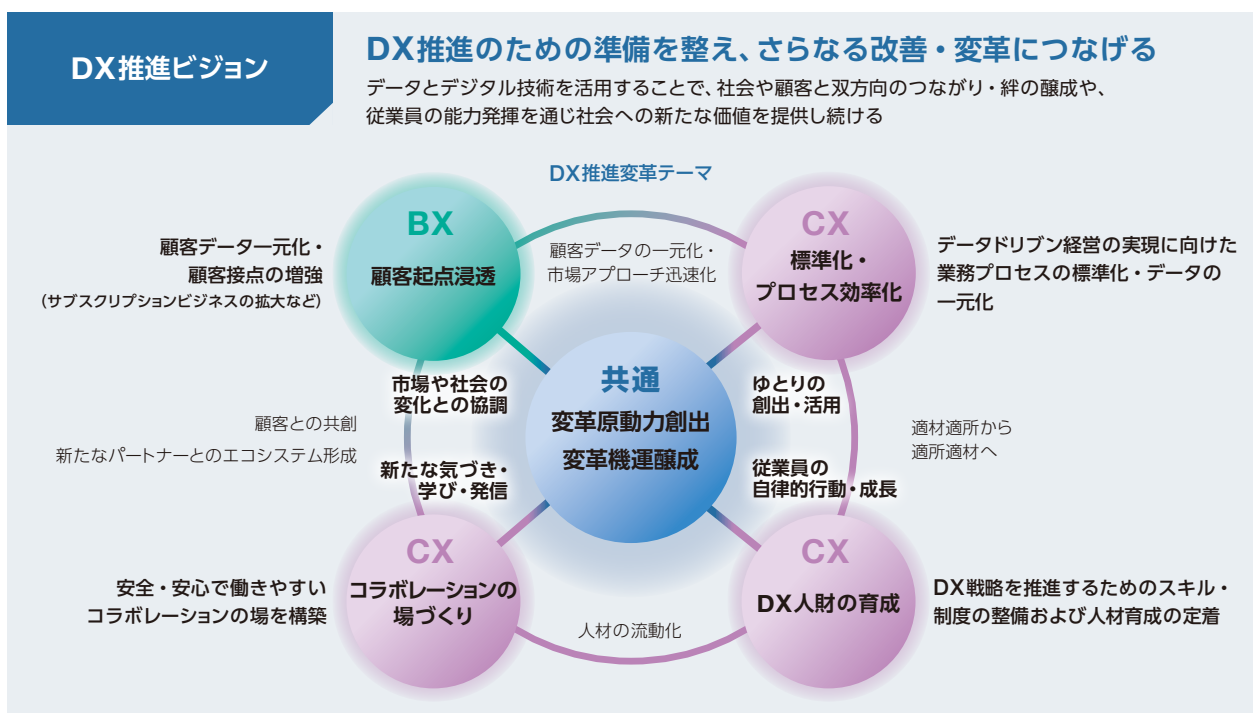 DX推進ビジョン
DX推進のための準備を整え、さらなる改善・変革につなげる
データとデジタル技術を活用することで、社会や顧客と双方向のつながり・絆の醸成や、
従業員の能力発揮を通じ社会への新たな価値を提供し続ける
DX推進変革テーマ
BX
顧客起点浸透
顧客データ一元化・
顧客接点の増強
（サブスクリプションビジネスの拡大など）
顧客データの一元化・
市場アプローチ迅速化
CX
標準化・
プロセス効率化
データドリブン経営の実現に向けた
業務プロセスの標準化・データの
一元化
共通
変革原動力創出
変革機運醸成
市場や社会の
変化との協調
ゆとりの
創出・活用
新たな気づき・
学び・発信
従業員の
自律的行動・成長
顧客との共創
新たなパートナーとのエコシステム形成
適材適所から
適所適材へ
CX
コラボレーションの
場づくり
安全・安心で働きやすい
コラボレーションの場を構築
人材の流動化
CX
DX人財の育成
DX戦略を推進するためのスキル・
制度の整備および人材育成の定着